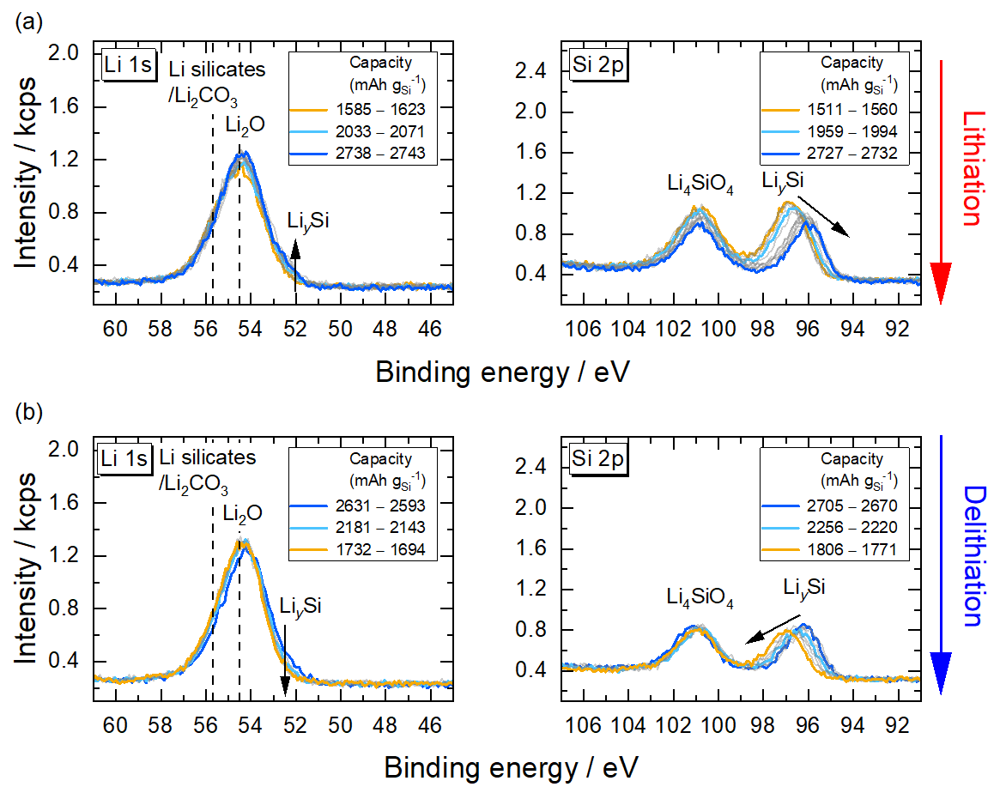 (a)
Intensity / kcps
2.0
1.6
1.2
0.8
0.4
Li 1s
Li silicates
/Li₂CO₃
Li₂O
LiᵧSi
Capacity
(mAh gSi⁻¹)
1585 – 1623
2033 – 2071
2738 – 2743
60 58 56 54 52 50 48 46
2.4
2.0
1.6
1.2
0.8
0.4
Si 2p
Li₄SiO₄
LiᵧSi
Capacity
(mAh gSi⁻¹)
1511 – 1560
1959 – 1994
2727 – 2732
106 104 102 100 98 96 94 92
Lithiation
Binding energy / eV
(b)
Intensity / kcps
2.0
1.6
1.2
0.8
0.4
Li 1s
Li silicates
/Li₂CO₃
Li₂O
LiᵧSi
Capacity
(mAh gSi⁻¹)
2631 – 2593
2181 – 2143
1732 – 1694
60 58 56 54 52 50 48 46
2.4
2.0
1.6
1.2
0.8
0.4
Si 2p
Li₄SiO₄
LiᵧSi
Capacity
(mAh gSi⁻¹)
2705 – 2670
2256 – 2220
1806 – 1771
106 104 102 100 98 96 94 92
Delithiation
Binding energy / eV